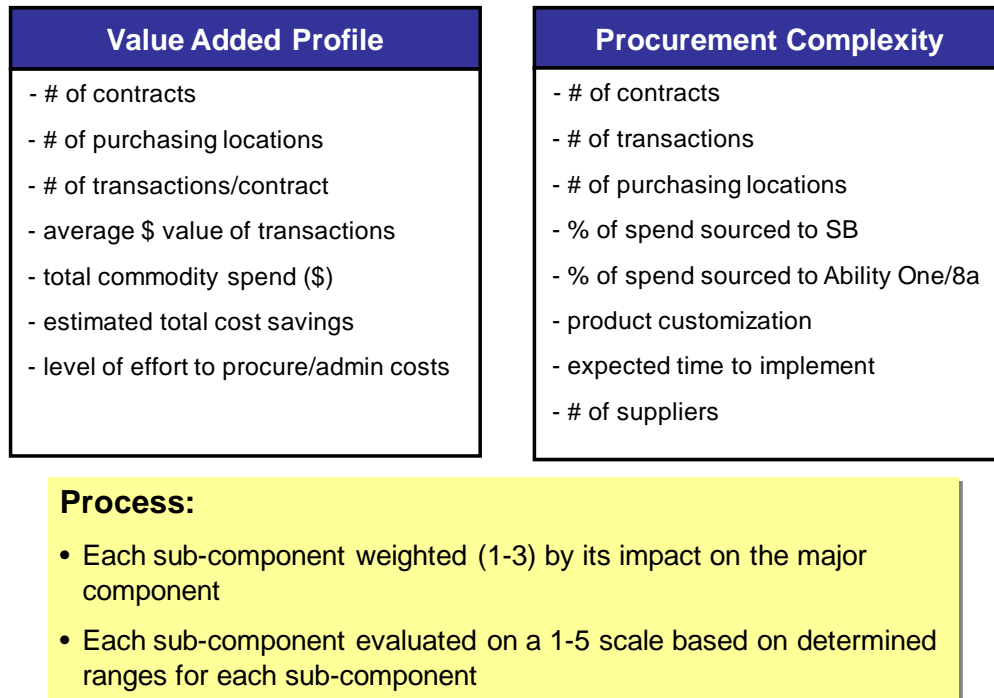 Value Added Profile
- # of contracts
- # of purchasing locations
- # of transactions/contract
- average $ value of transactions
- total commodity spend ($)
- estimated total cost savings
- level of effort to procure/admin costs
Procurement Complexity
- # of contracts
- # of transactions
- # of purchasing locations
- % of spend sourced to SB
- % of spend sourced to Ability One/8a
- product customization
- expected time to implement
- # of suppliers
Process:
• Each sub-component weighted (1-3) by its impact on the major
component
• Each sub-component evaluated on a 1-5 scale based on determined
ranges for each sub-component